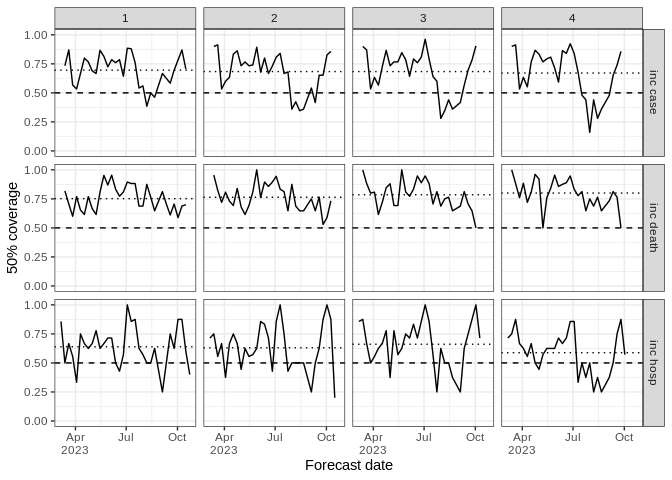 1 2 3 4
1.00
0.75
0.50
0.25
0.00
inc case
1.00
0.75
0.50
0.25
0.00
inc death
1.00
0.75
0.50
0.25
0.00
inc hosp
50% coverage
Apr Jul Oct Apr Jul Oct Apr Jul Oct Apr Jul Oct
2023 2023 2023 2023
Forecast date